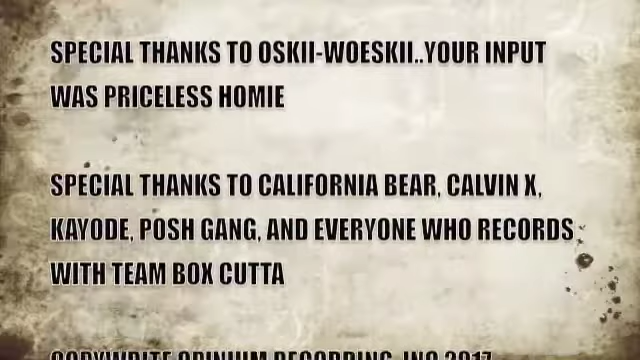 SPECIAL THANKS TO OSKII-WOESKII..YOUR INPUT
WAS PRICELESS HOMIE
SPECIAL THANKS TO CALIFORNIA BEAR, CALVIN X,
KAYODE, POSH GANG, AND EVERYONE WHO RECORDS
WITH TEAM BOX CUTTA